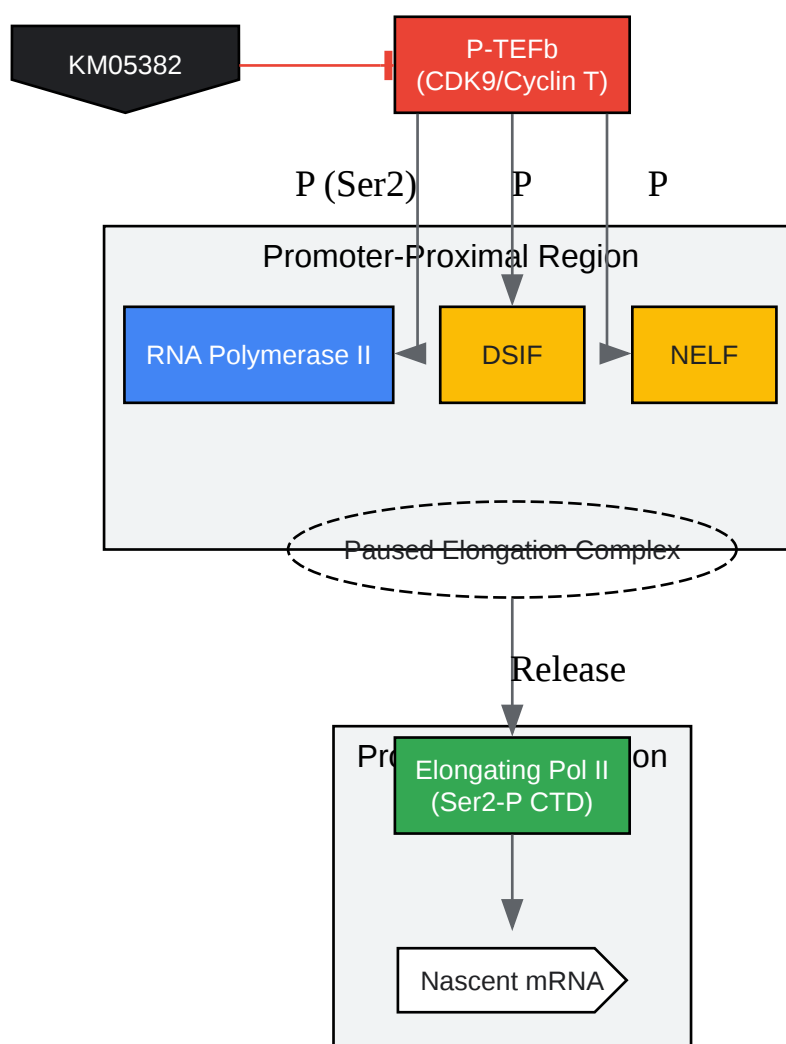 KM05382
P-TEFb
(CDK9/Cyclin T)
P (Ser2)
P
P
Promoter-Proximal Region
RNA Polymerase II
DSIF
NELF
Paused Elongation Complex
Release
Elongating Pol II
(Ser2-P CTD)
Nascent mRNA